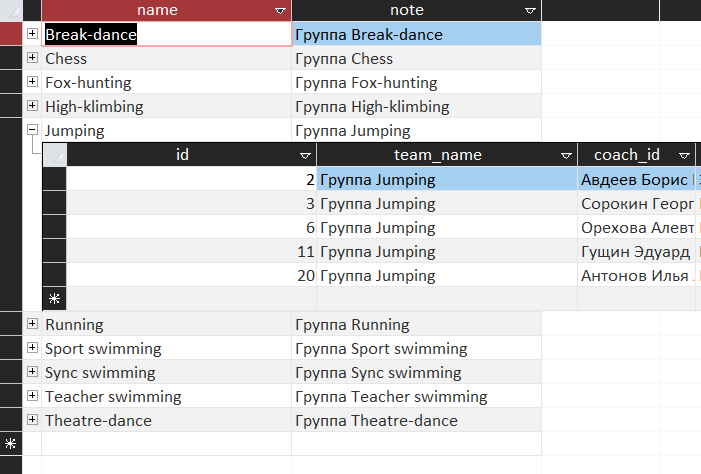 name note
Break-dance Группа Break-dance
Chess Группа Chess
Fox-hunting Группа Fox-hunting
High-klimbing Группа High-klimbing
Jumping Группа Jumping
id team_name coach_id
2 Группа Jumping Авдеев Борис
3 Группа Jumping Сорокин Георг
6 Группа Jumping Орехова Алевт
11 Группа Jumping Гущин Эдуард
20 Группа Jumping Антонов Илья
Running Группа Running
Sport swimming Группа Sport swimming
Sync swimming Группа Sync swimming
Teacher swimming Группа Teacher swimming
Theatre-dance Группа Theatre-dance